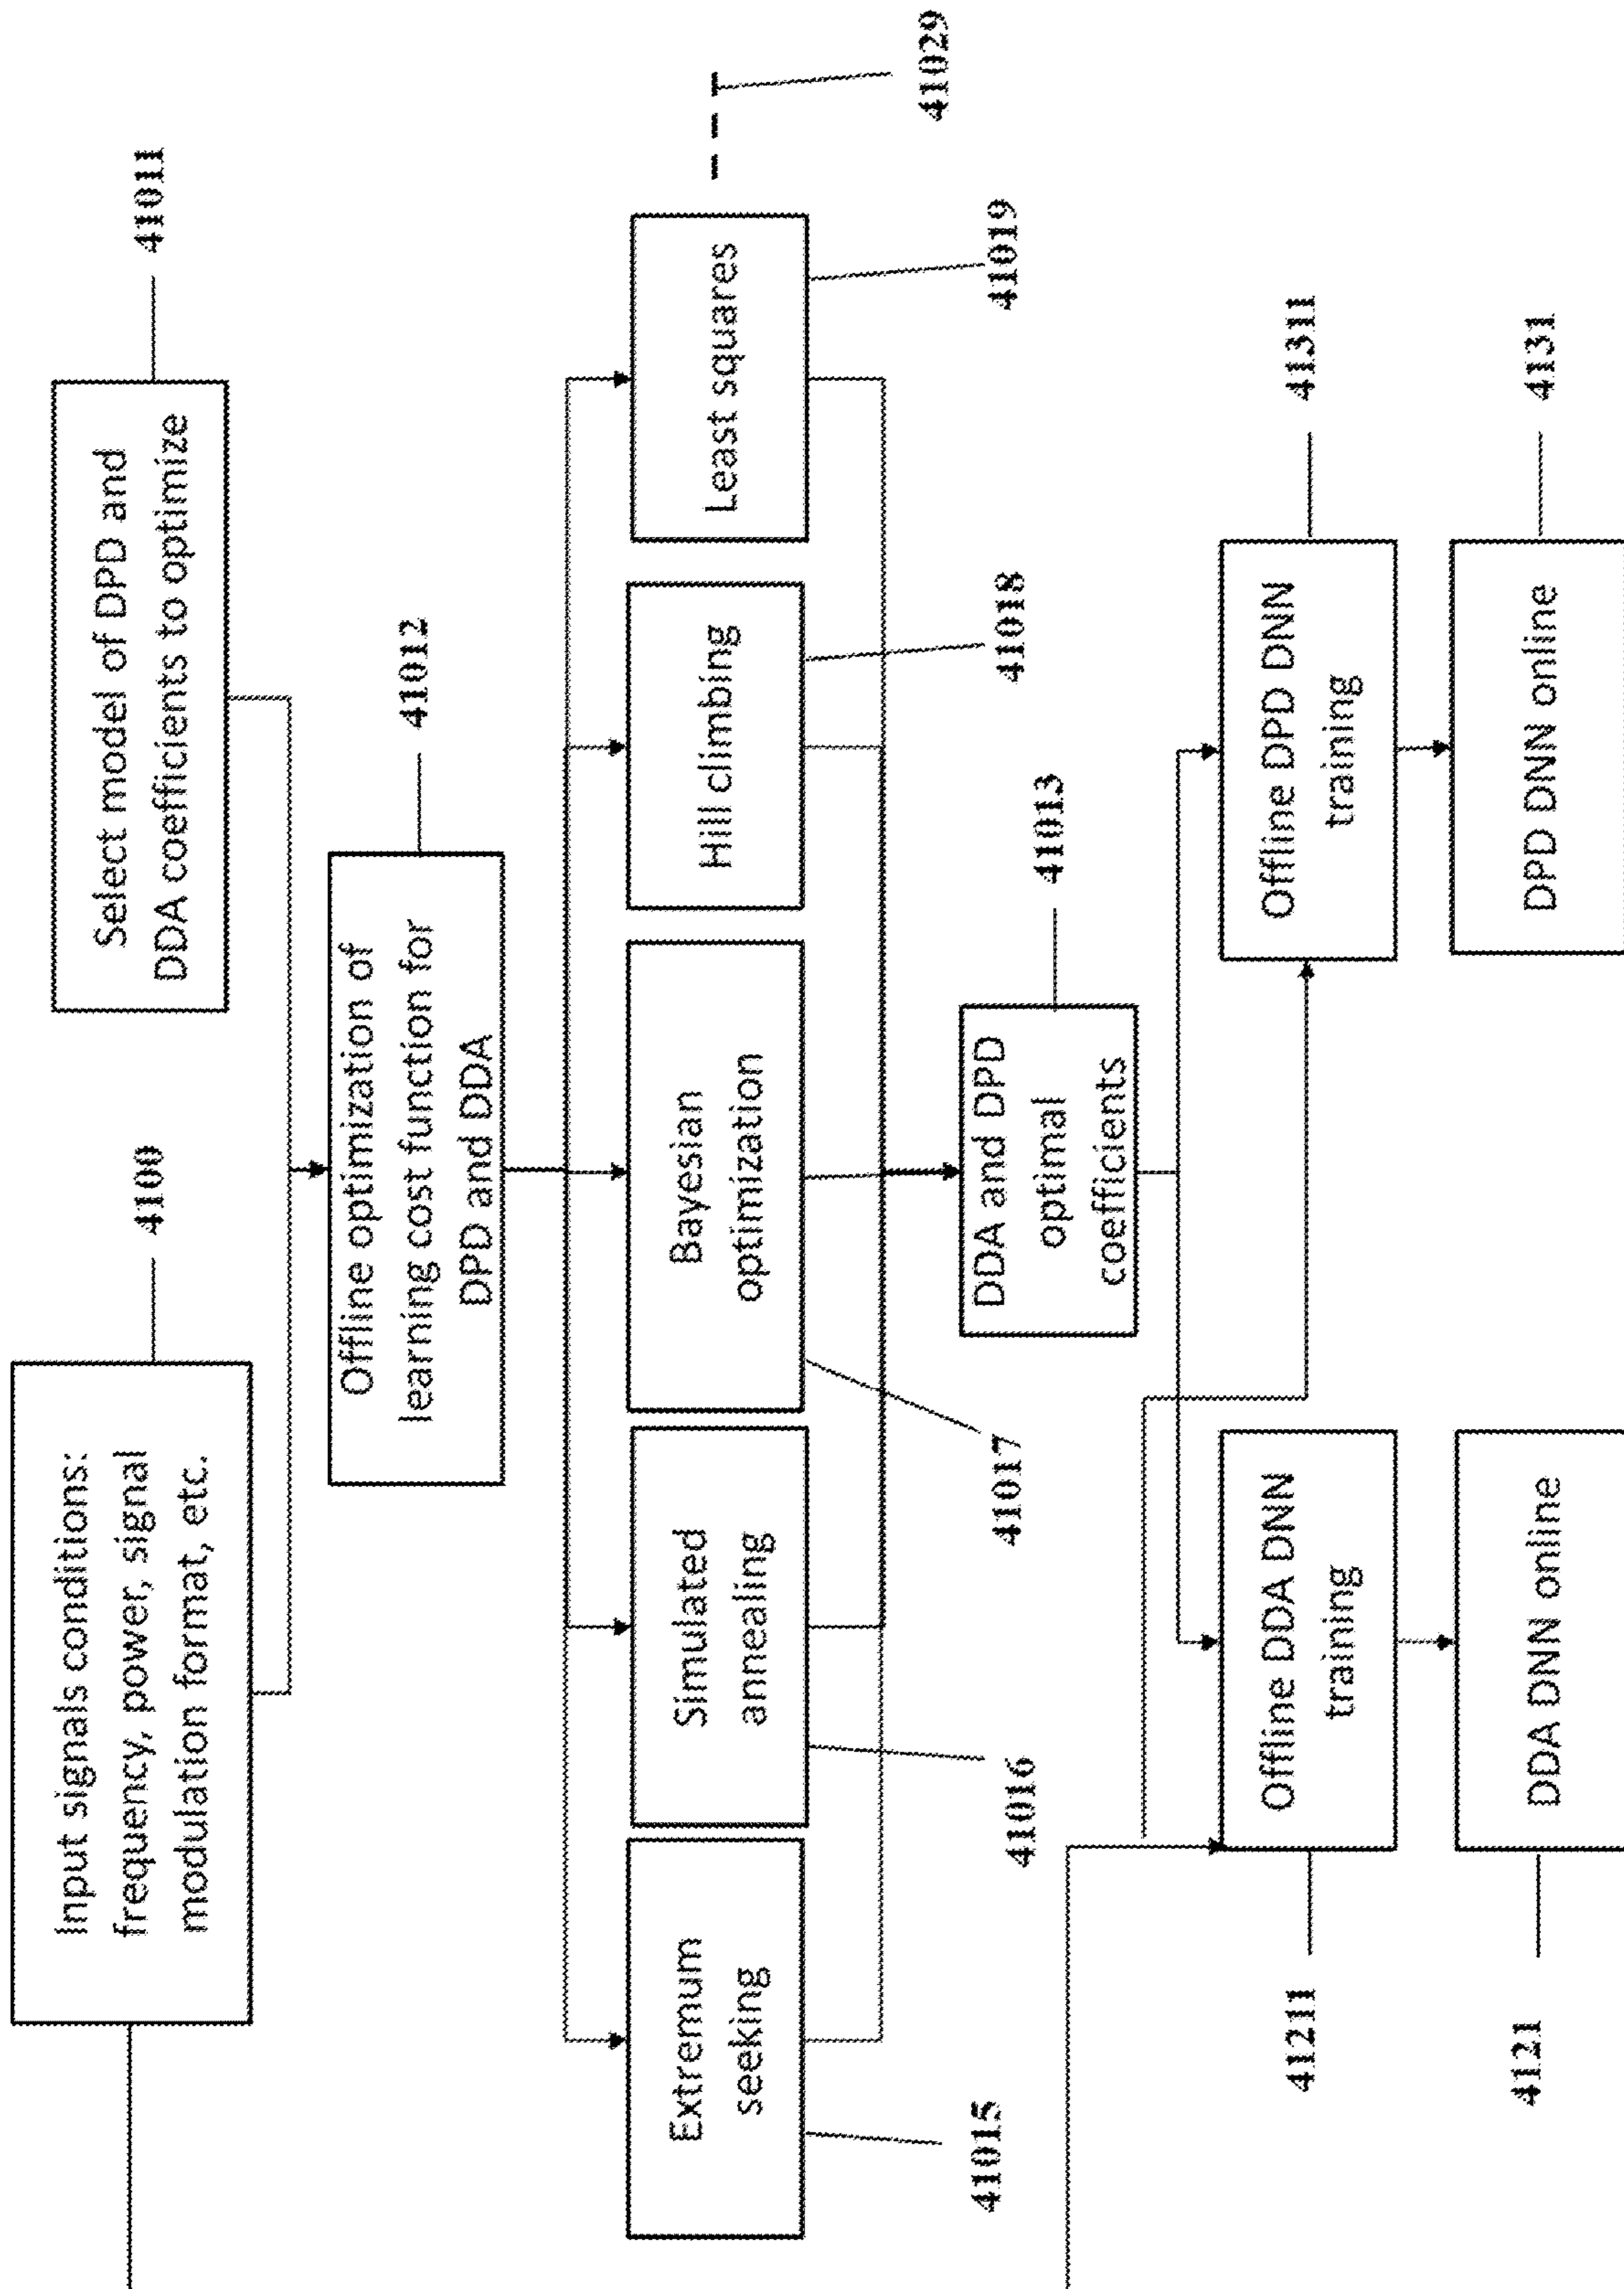 Input signals conditions:
frequency, power, signal
modulation format, etc.
4100
Select model of DPD and
DDA coefficients to optimize
41011
Offline optimization of
learning cost function for
DPD and DDA
41012
Extremum
seeking
41015
Simulated
annealing
41016
Bayesian
optimization
41017
Hill climbing
41018
Least squares
41019
41029
DDA and DPD
optimal
coefficients
41013
41211
Offline DDA DNN
training
Offline DPD DNN
training
41311
4121
DDA DNN online
DPD DNN online
4131